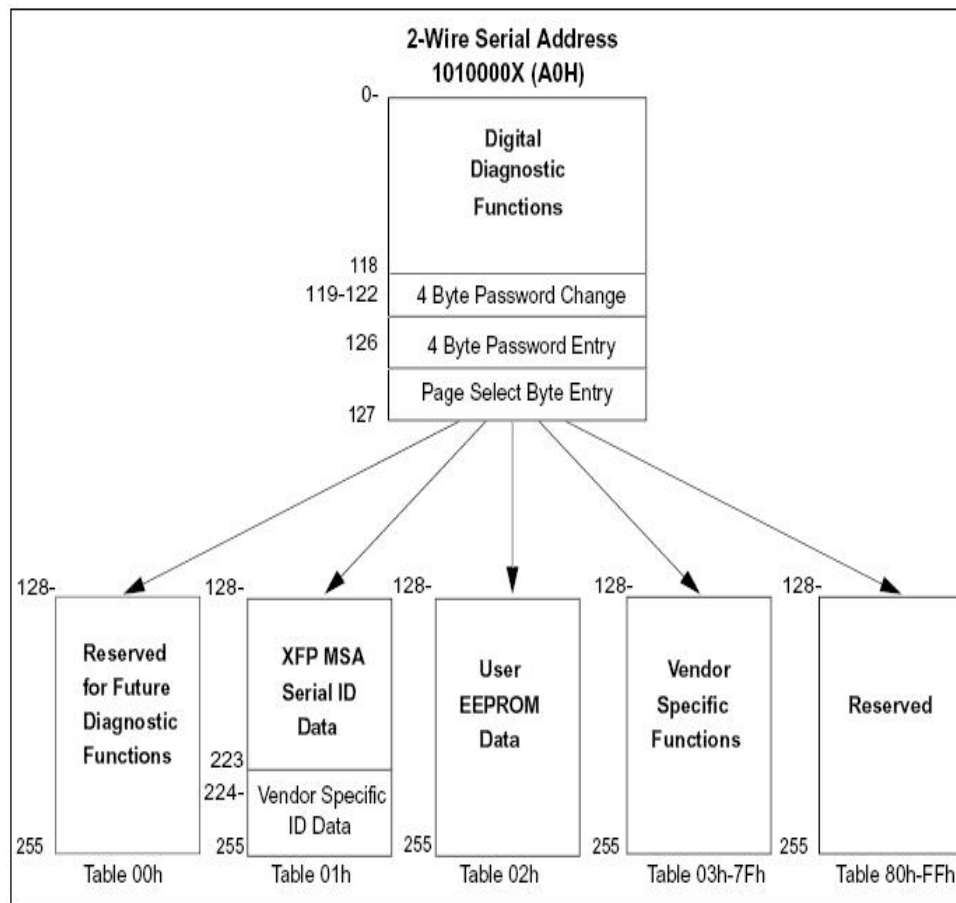 2-Wire Serial Address
1010000X (A0H)
0-
Digital
Diagnostic
Functions
118
119-122
4 Byte Password Change
126
4 Byte Password Entry
Page Select Byte Entry
127
128-
128-
128-
128-
128-
Reserved
for Future
Diagnostic
Functions
XFP MSA
Serial ID
Data
User
EEPROM
Data
Vendor
Specific
Functions
Reserved
223
224-
Vendor Specific
ID Data
255
255
255
255
255
Table 00h
Table 01h
Table 02h
Table 03h-7Fh
Table 80h-FFh